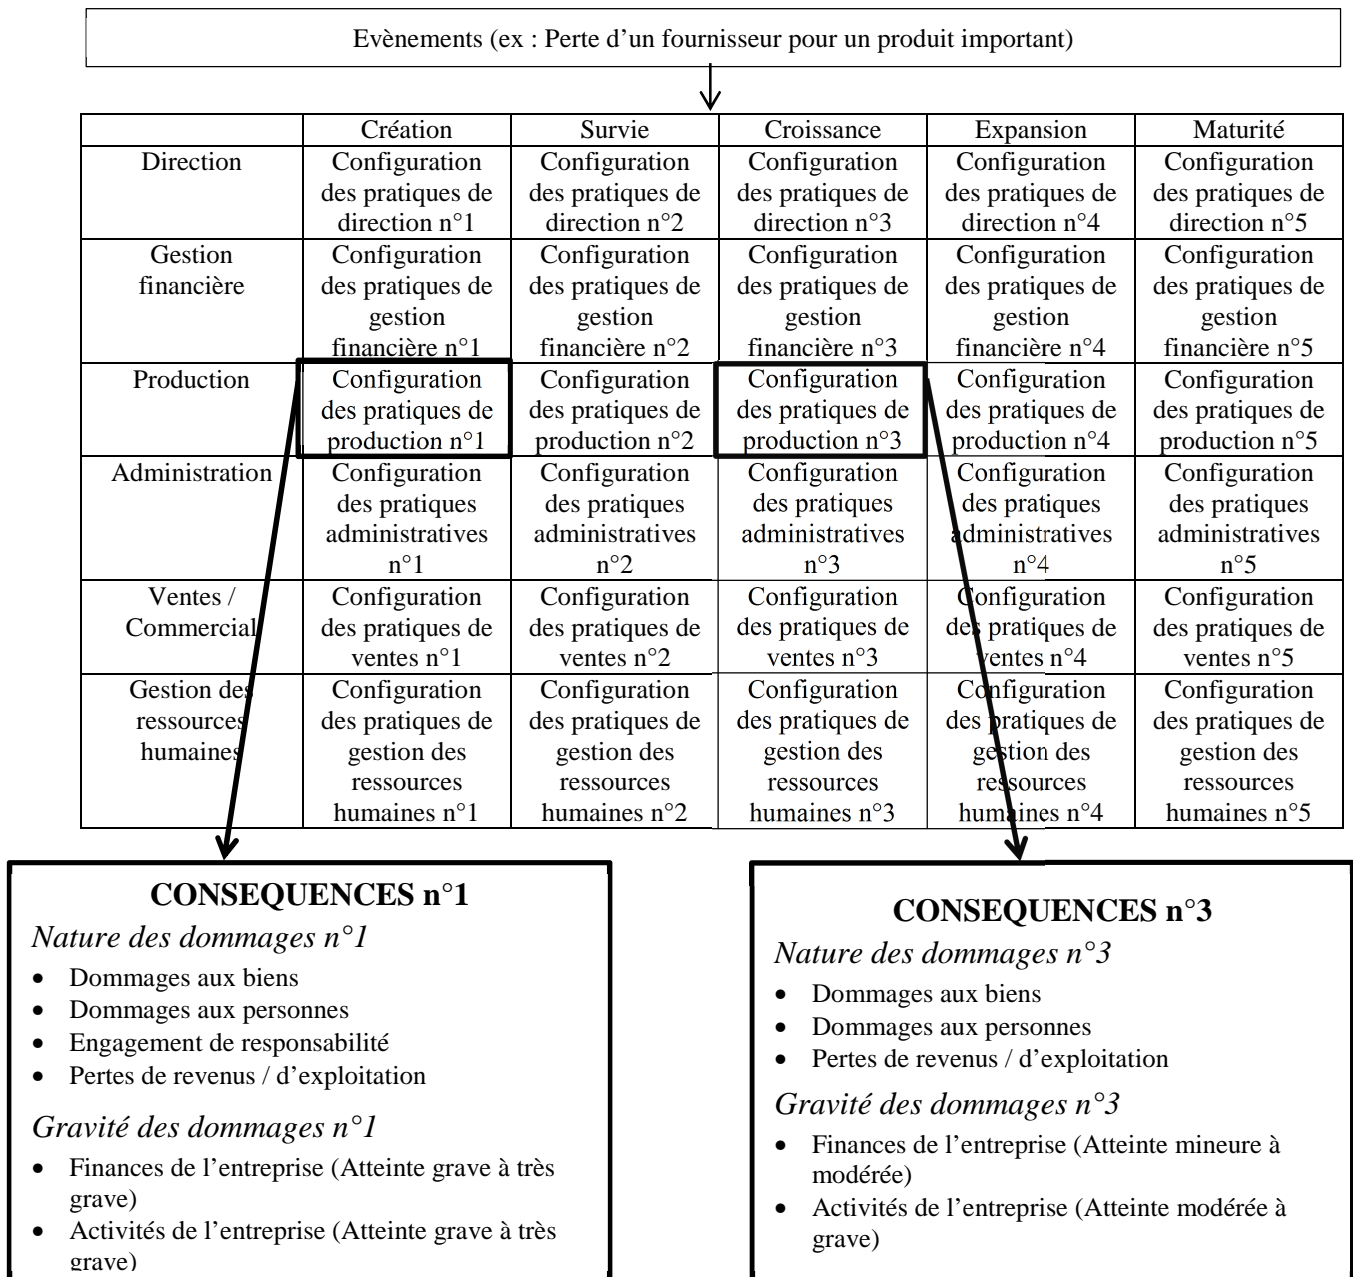 Evènements (ex : Perte d’un fournisseur pour un produit important)
Création Survie Croissance Expansion Maturité
Direction Configuration Configuration Configuration Configuration Configuration
des pratiques de des pratiques de des pratiques de des pratiques de des pratiques de
direction n°1 direction n°2 direction n°3 direction n°4 direction n°5
Gestion Configuration Configuration Configuration Configuration Configuration
financière des pratiques de des pratiques de des pratiques de des pratiques de des pratiques de
gestion gestion gestion gestion gestion
financière n°1 financière n°2 financière n°3 financière n°4 financière n°5
Production Configuration Configuration Configuration Configuration Configuration
des pratiques de des pratiques de des pratiques de des pratiques de des pratiques de
production n°1 production n°2 production n°3 production n°4 production n°5
Administration Configuration Configuration Configuration Configuration Configuration
des pratiques des pratiques des pratiques des pratiques des pratiques
administratives administratives administratives administratives administratives
n°1 n°2 n°3 n°4 n°5
Ventes / Configuration Configuration Configuration Configuration Configuration
Commercial des pratiques de des pratiques de des pratiques de des pratiques de des pratiques de
ventes n°1 ventes n°2 ventes n°3 ventes n°4 ventes n°5
Gestion des Configuration Configuration Configuration Configuration Configuration
ressources des pratiques de des pratiques de des pratiques de des pratiques de des pratiques de
humaines gestion des gestion des gestion des gestion des gestion des
ressources ressources ressources ressources ressources
humaines n°1 humaines n°2 humaines n°3 humaines n°4 humaines n°5
CONSEQUENCES n°1
Nature des dommages n°1
• Dommages aux biens
• Dommages aux personnes
• Engagement de responsabilité
• Pertes de revenus / d’exploitation
Gravité des dommages n°1
• Finances de l’entreprise (Atteinte grave à très
grave)
• Activités de l’entreprise (Atteinte grave à très
grave)
CONSEQUENCES n°3
Nature des dommages n°3
• Dommages aux biens
• Dommages aux personnes
• Pertes de revenus / d’exploitation
Gravité des dommages n°3
• Finances de l’entreprise (Atteinte mineure à
modérée)
• Activités de l’entreprise (Atteinte modérée à
grave)